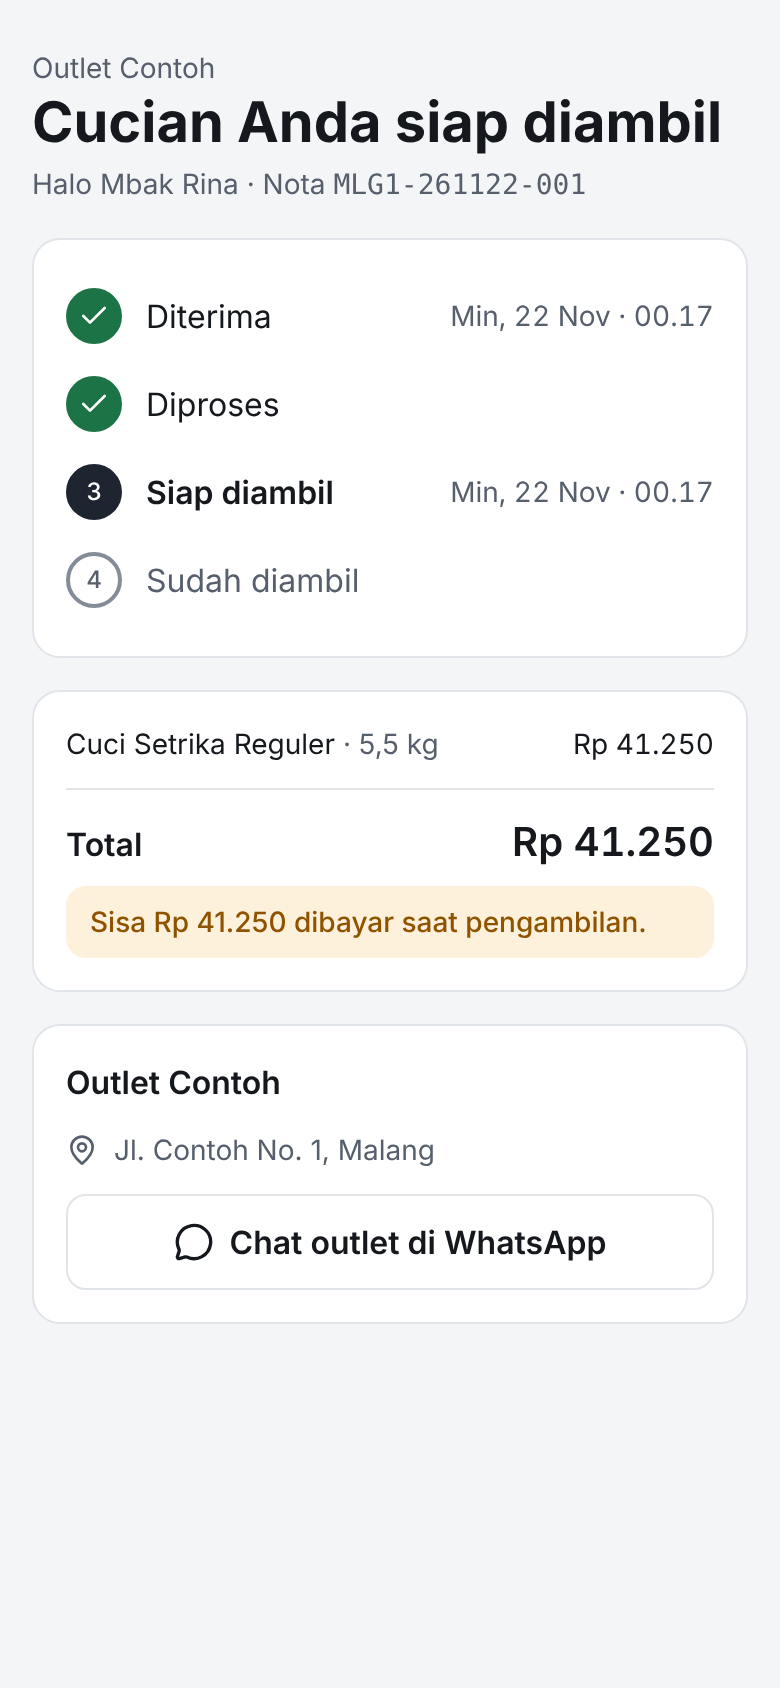 Outlet Contoh
Cucian Anda siap diambil
Halo Mbak Rina · Nota MLG1-261122-001
Diterima Min, 22 Nov · 00.17
Diproses
3 Siap diambil Min, 22 Nov · 00.17
4 Sudah diambil
Cuci Setrika Reguler · 5,5 kg Rp 41.250
Total Rp 41.250
Sisa Rp 41.250 dibayar saat pengambilan.
Outlet Contoh
Jl. Contoh No. 1, Malang
Chat outlet di WhatsApp